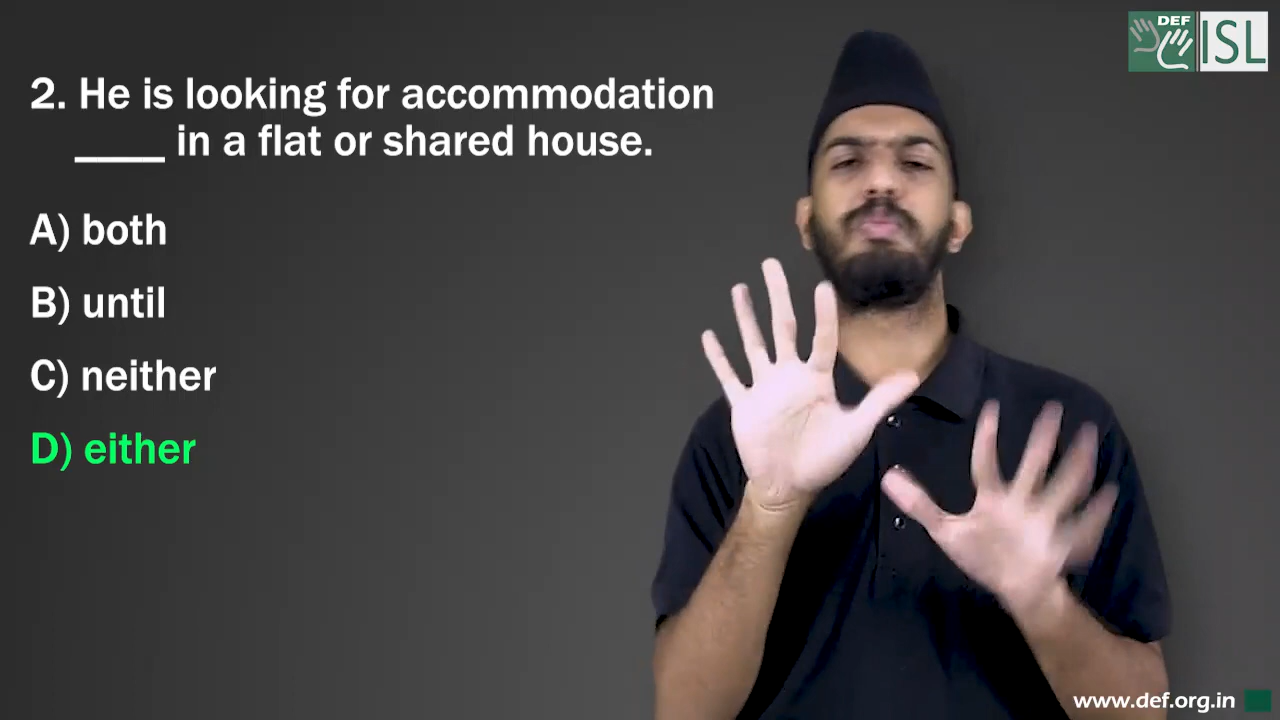 DEF
ISL
2. He is looking for accommodation
____ in a flat or shared house.
A) both
B) until
C) neither
D) either
www.def.org.in